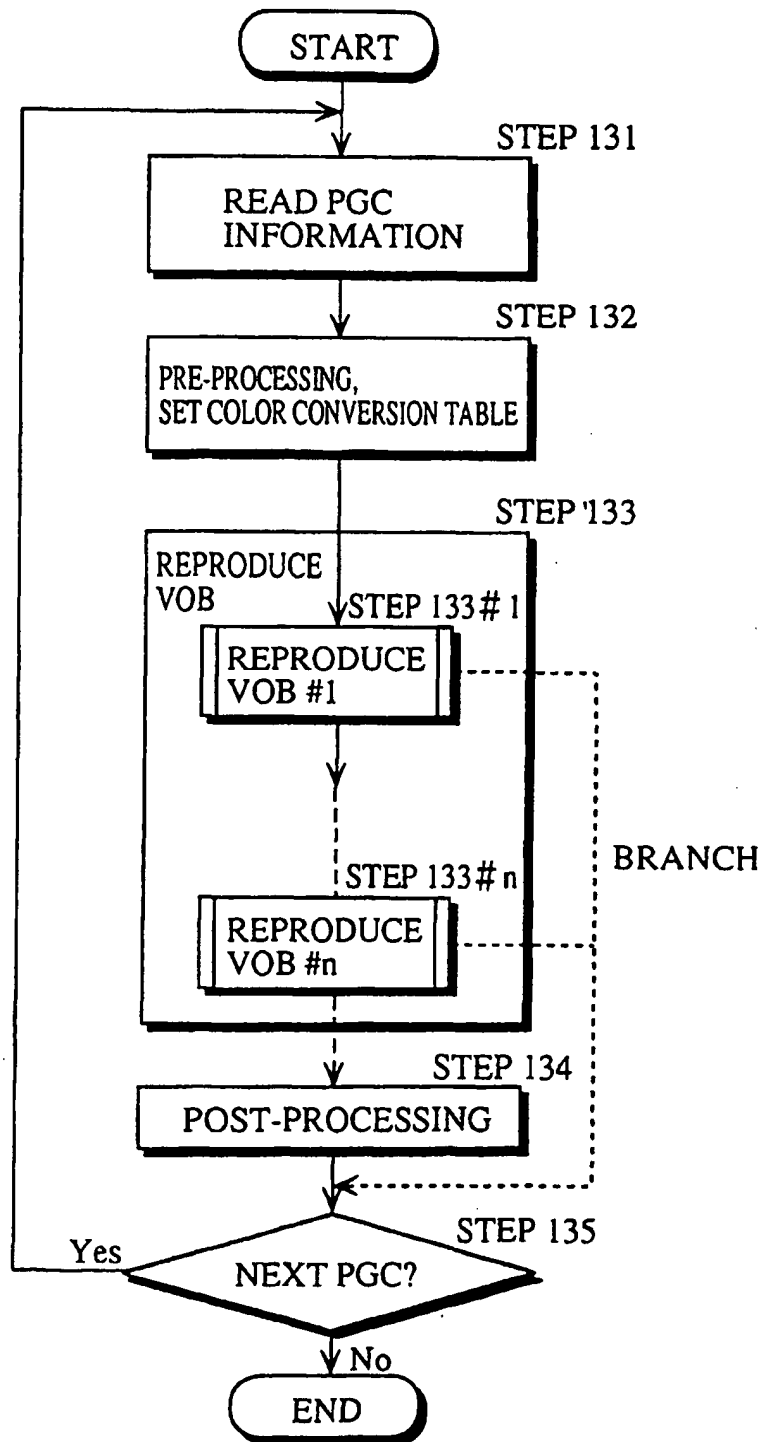 START
STEP 131
READ PGC
INFORMATION
STEP 132
PRE-PROCESSING,
SET COLOR CONVERSION TABLE
STEP '133
REPRODUCE
VOB
STEP 133#1
REPRODUCE
VOB #1
BRANCH
STEP 133#n
REPRODUCE
VOB #n
STEP 134
POST-PROCESSING
STEP 135
Yes
NEXT PGC?
No
END